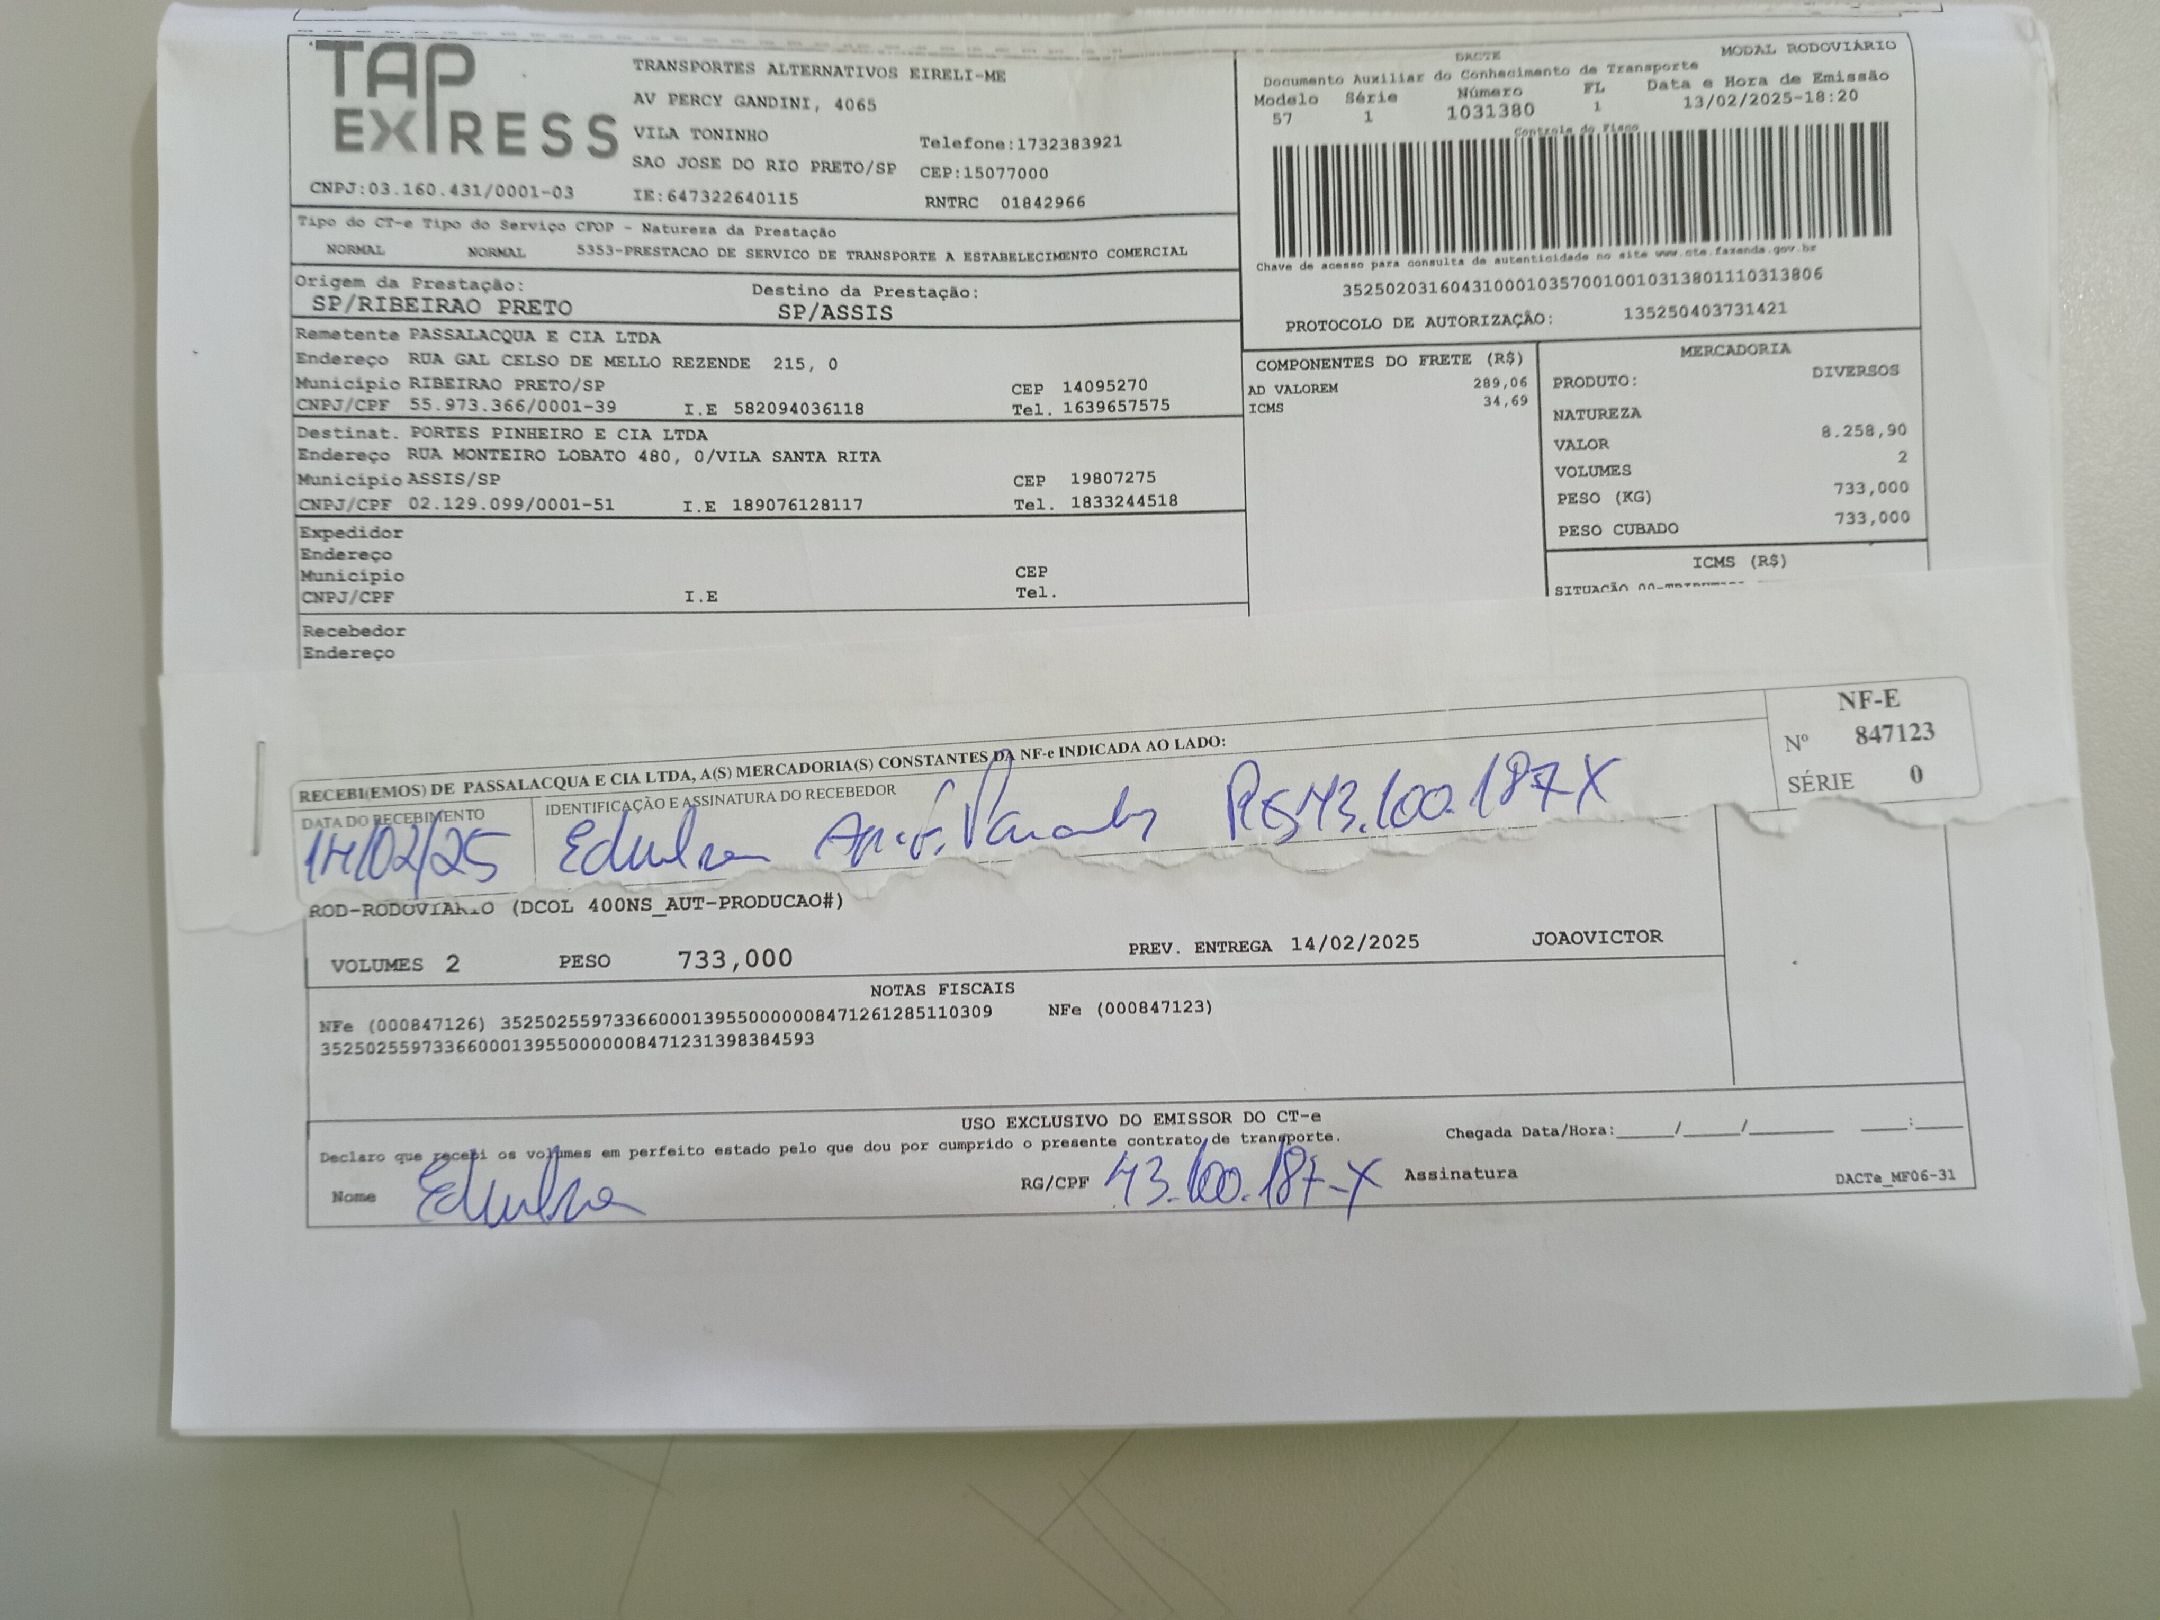 TAP
EXPRESS
CNPJ:03.160.431/0001-03
TRANSPORTES ALTERNATIVOS EIRELI-ME
AV PERCY GANDINI, 4065
VILA TONINHO Telefone:1732383921
SAO JOSE DO RIO PRETO/SP CEP:15077000
IE:647322640115 RNTRC 01842966
DACTE MODAL RODOVIÁRIO
Documento Auxiliar do Conhecimento de Transporte
Modelo Série Número FL Data e Hora de Emissão
57 1 1031380 1 13/02/2025-18:20
Controle do Fisco
Chave de acesso para consulta de autenticidade no site www.cte.fazenda.gov.br
35250203160431000103570010010313801110313806
PROTOCOLO DE AUTORIZAÇÃO: 135250403731421
Tipo do CT-e Tipo do Serviço CFOP - Natureza da Prestação
NORMAL NORMAL 5353-PRESTACAO DE SERVICO DE TRANSPORTE A ESTABELECIMENTO COMERCIAL
Origem da Prestação: Destino da Prestação:
SP/RIBEIRAO PRETO SP/ASSIS
Remetente PASSALACQUA E CIA LTDA
Endereço RUA GAL CELSO DE MELLO REZENDE 215, 0
Município RIBEIRAO PRETO/SP CEP 14095270
CNPJ/CPF 55.973.366/0001-39 I.E 582094036118 Tel. 1639657575
Destinat. PORTES PINHEIRO E CIA LTDA
Endereço RUA MONTEIRO LOBATO 480, 0/VILA SANTA RITA
Município ASSIS/SP CEP 19807275
CNPJ/CPF 02.129.099/0001-51 I.E 189076128117 Tel. 1833244518
Expedidor
Endereço
Município CEP
CNPJ/CPF I.E Tel.
Recebedor
Endereço
COMPONENTES DO FRETE (R$)
AD VALOREM 289,06
ICMS 34,69
MERCADORIA
PRODUTO: DIVERSOS
NATUREZA
VALOR 8.258,90
VOLUMES 2
PESO (KG) 733,000
PESO CUBADO 733,000
ICMS (R$)
SITUAÇÃO
RECEBI(EMOS) DE PASSALACQUA E CIA LTDA, A(S) MERCADORIA(S) CONSTANTES DA NF-e INDICADA AO LADO:
DATA DO RECEBIMENTO IDENTIFICAÇÃO E ASSINATURA DO RECEBEDOR
14/02/25 RG 43.100.187-X
NF-E
Nº 847123
SÉRIE 0
ROD-RODOVIARIO (DCOL 400NS_AUT-PRODUCAO#)
VOLUMES 2 PESO 733,000 PREV. ENTREGA 14/02/2025 JOAOVICTOR
NOTAS FISCAIS
NFe (000847126) 35250255973366000139550000008471261285110309 NFe (000847123)
35250255973366000139550000008471231398384593
USO EXCLUSIVO DO EMISSOR DO CT-e
Declaro que recebi os volumes em perfeito estado pelo que dou por cumprido o presente contrato de transporte. Chegada Data/Hora:_____/_____/_______ ____:____
Nome RG/CPF 43.100.187-X Assinatura
DACTe_MF06-31